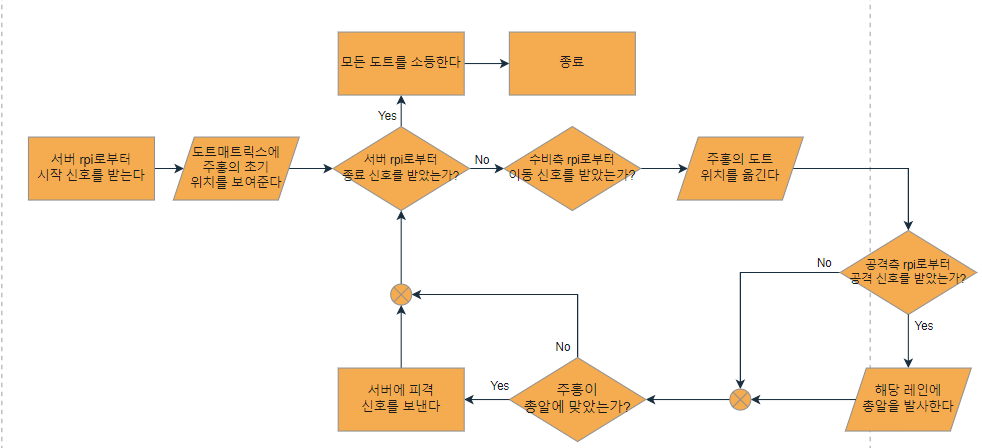 모든 도트를 소등한다
종료
Yes
서버 rpi로부터
시작 신호를 받는다
도트매트릭스에
주홍의 초기
위치를 보여준다
서버 rpi로부터
종료 신호를 받았는가?
No
수비측 rpi로부터
이동 신호를 받았는가?
주홍의 도트
위치를 옮긴다
공격측 rpi로부터
공격 신호를 받았는가?
No
Yes
해당 레인에
총알을 발사한다
주홍이
총알에 맞았는가?
No
Yes
서버에 피격
신호를 보낸다